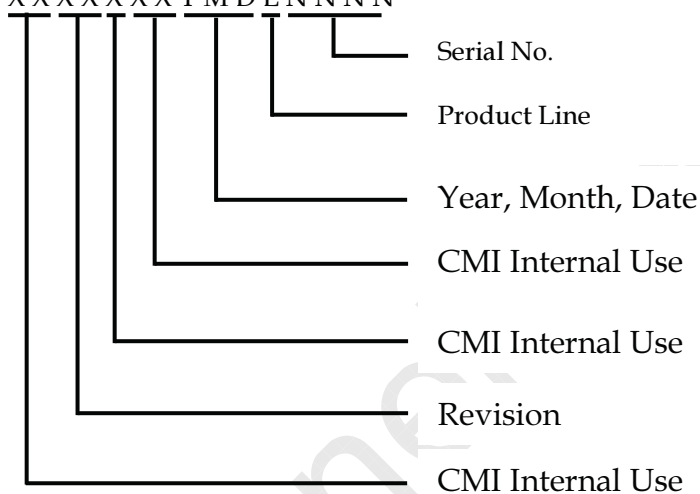 X X X X X X X Y M D L N N N N
Serial No.
Product Line
Year, Month, Date
CMI Internal Use
CMI Internal Use
Revision
CMI Internal Use